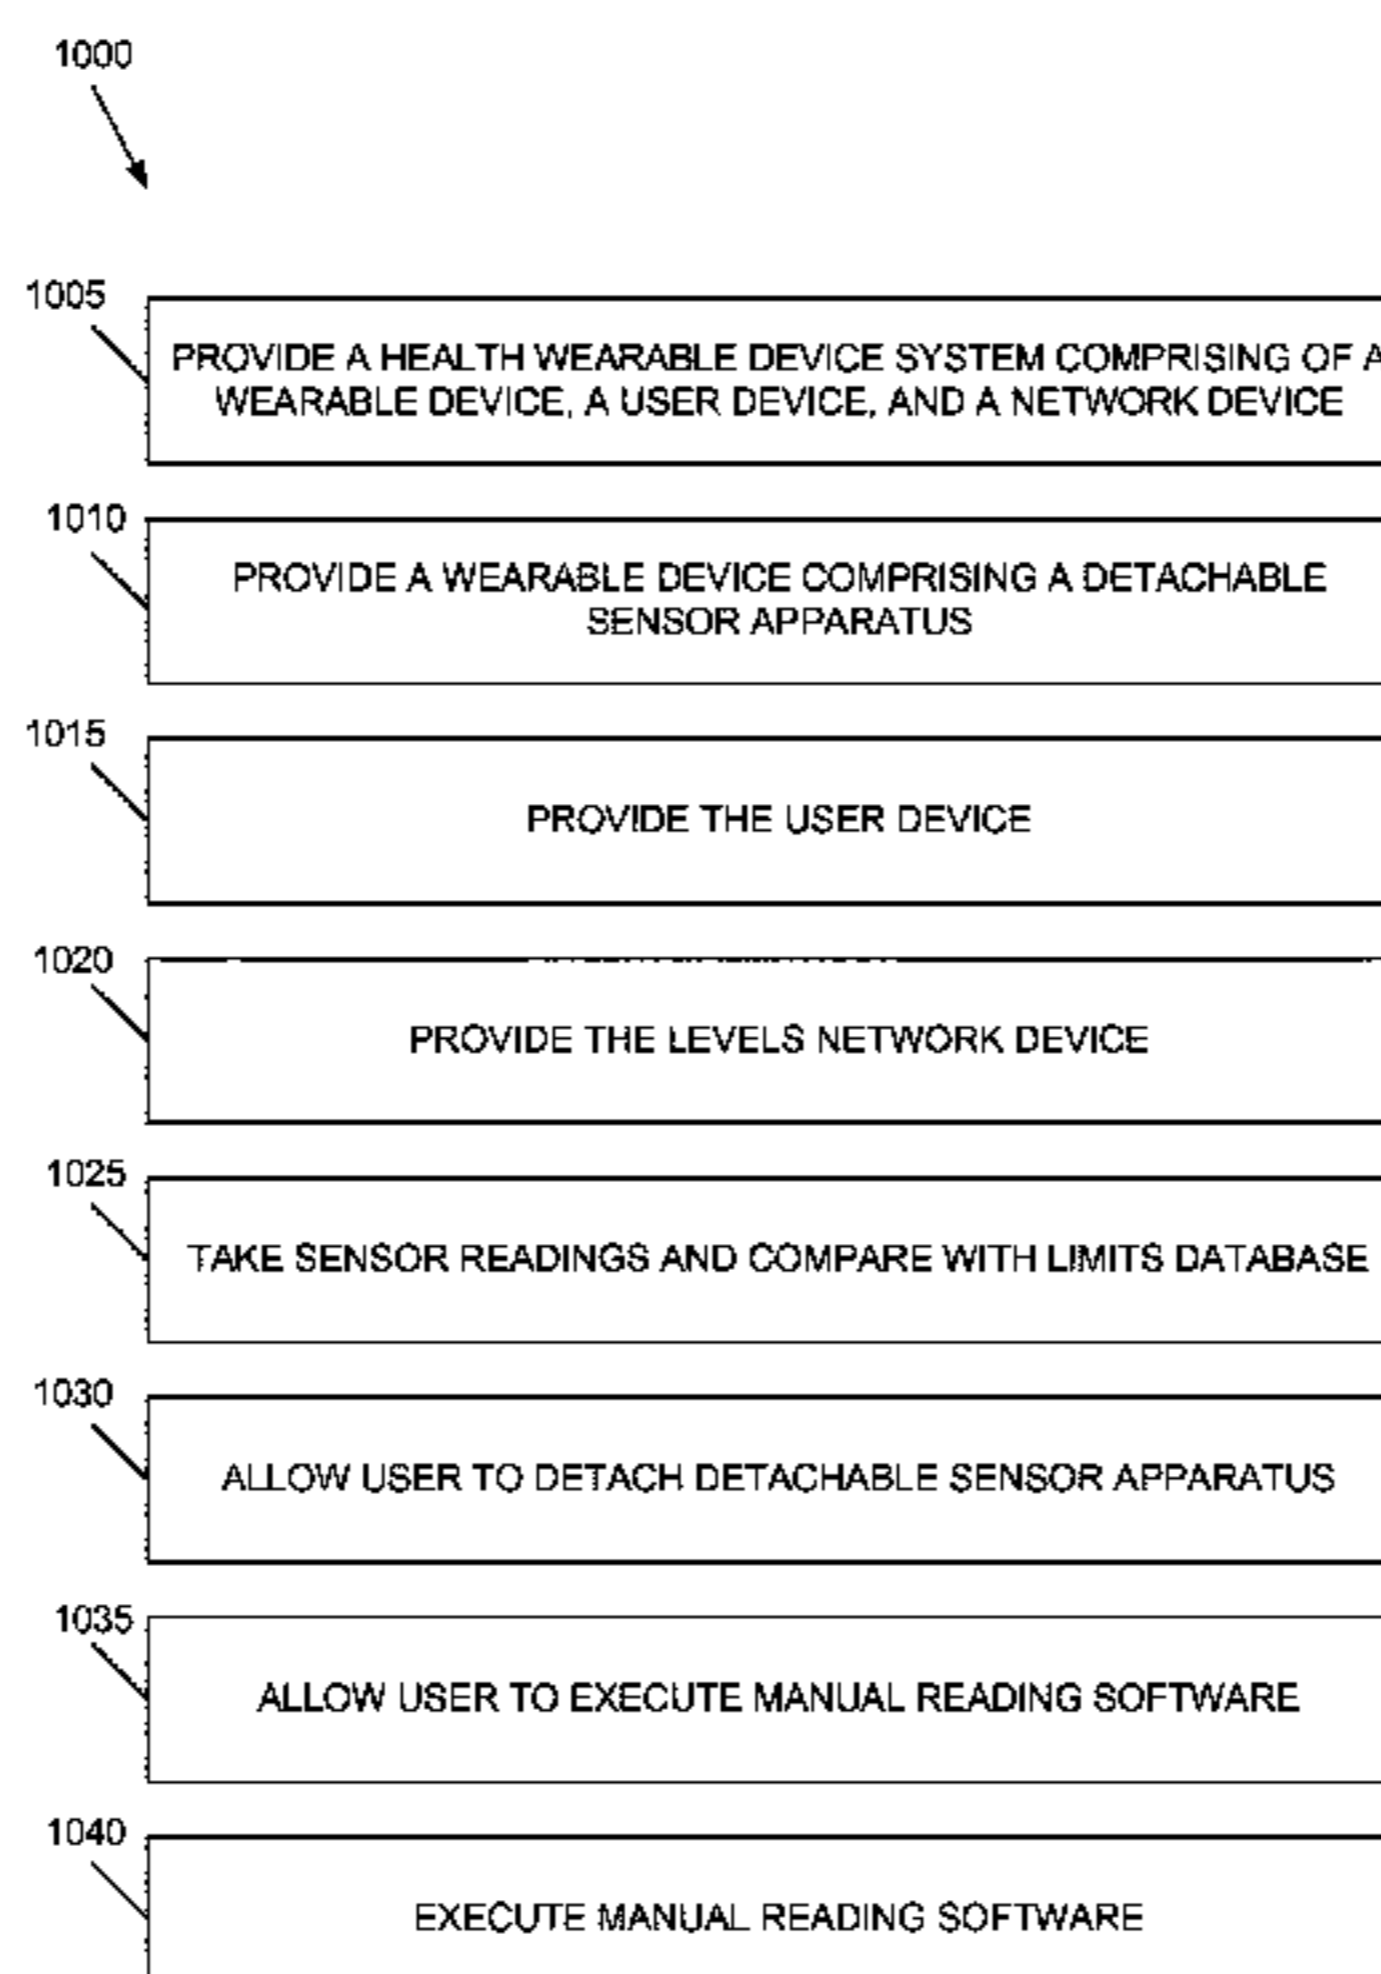 1000
1005
PROVIDE A HEALTH WEARABLE DEVICE SYSTEM COMPRISING OF A
WEARABLE DEVICE, A USER DEVICE, AND A NETWORK DEVICE
1010
PROVIDE A WEARABLE DEVICE COMPRISING A DETACHABLE
SENSOR APPARATUS
1015
PROVIDE THE USER DEVICE
1020
PROVIDE THE LEVELS NETWORK DEVICE
1025
TAKE SENSOR READINGS AND COMPARE WITH LIMITS DATABASE
1030
ALLOW USER TO DETACH DETACHABLE SENSOR APPARATUS
1035
ALLOW USER TO EXECUTE MANUAL READING SOFTWARE
1040
EXECUTE MANUAL READING SOFTWARE